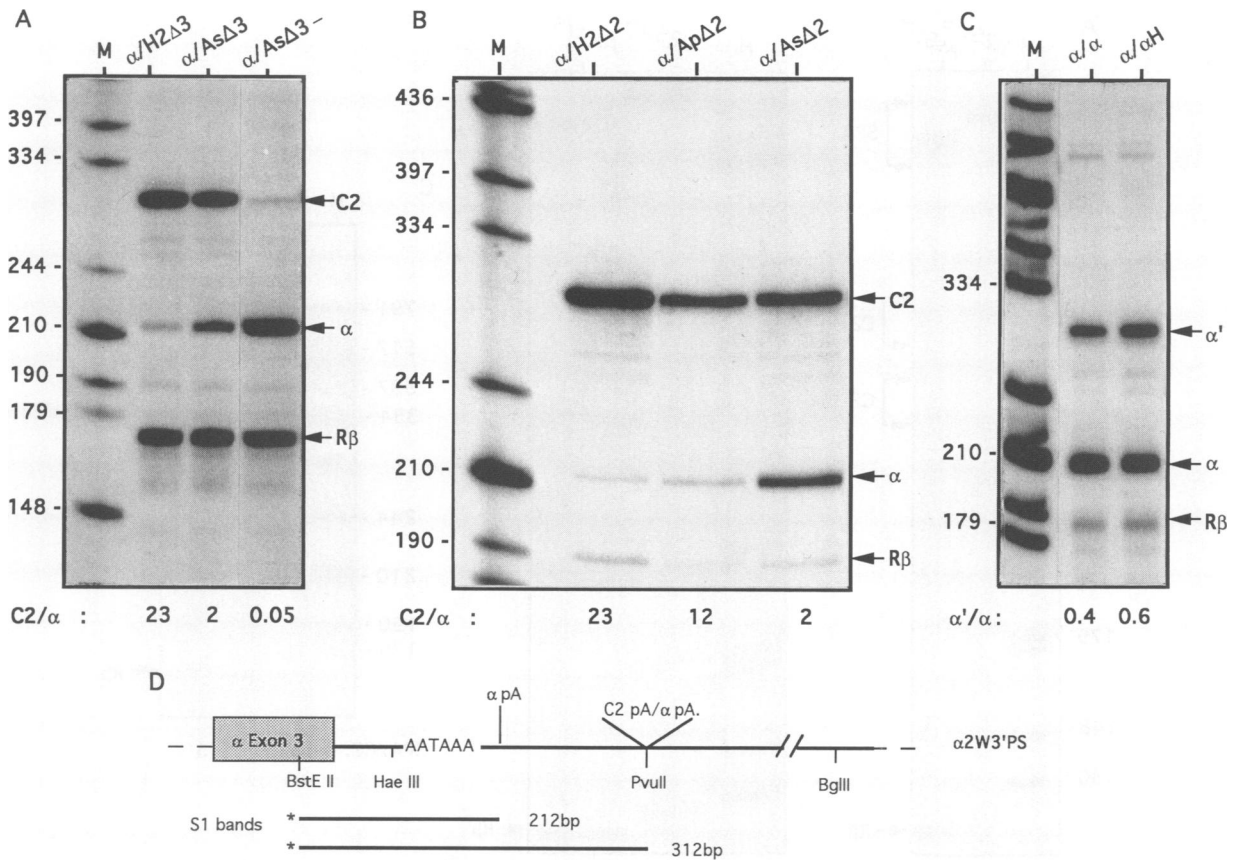 A
M α/H2Δ3 α/AsΔ3 α/AsΔ3 –
397 -
334 -
244 -
210 -
190 -
179 -
148 -
C2
α
Rβ
C2/α : 23 2 0.05
B
M α/H2Δ2 α/ApΔ2 α/AsΔ2
436 -
397 -
334 -
244 -
210 -
190 -
C2
α
Rβ
C2/α : 23 12 2
C
M α/α α/αH
334 -
210 -
179 -
α'
α
Rβ
α'/α: 0.4 0.6
D
α pA C2 pA/α pA.
α Exon 3 AATAAA α2W3'PS
BstE II Hae III PvuII BglII
S1 bands * 212bp
* 312bp